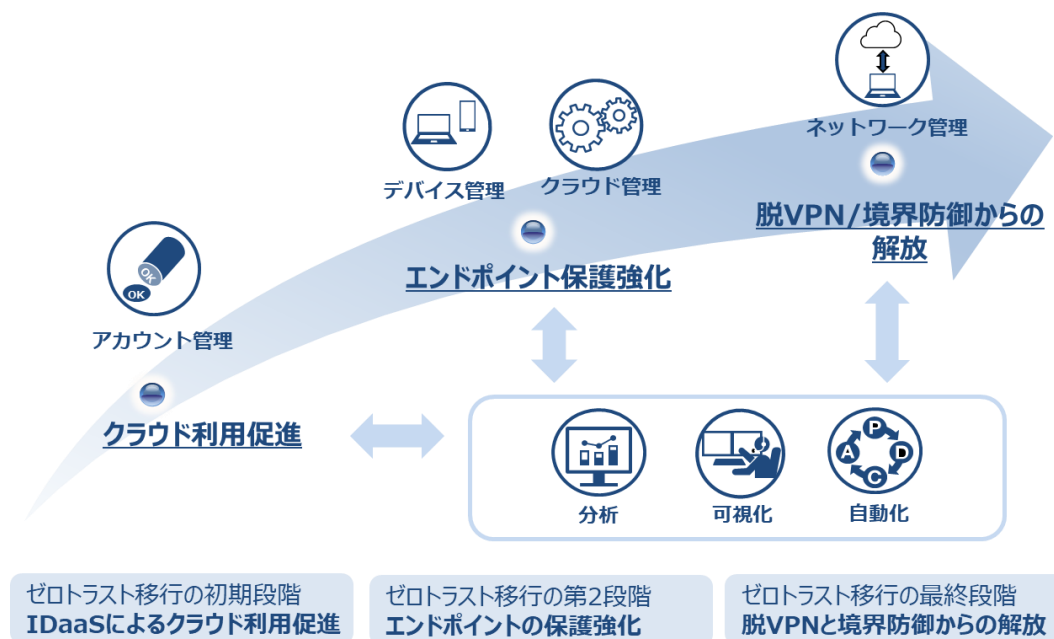 ネットワーク管理
デバイス管理
クラウド管理
脱VPN/境界防御からの
解放
エンドポイント保護強化
OK
OK
アカウント管理
クラウド利用促進
P
A
D
C
分析
可視化
自動化
ゼロトラスト移行の初期段階
IDaaSによるクラウド利用促進
ゼロトラスト移行の第2段階
エンドポイントの保護強化
ゼロトラスト移行の最終段階
脱VPNと境界防御からの解放